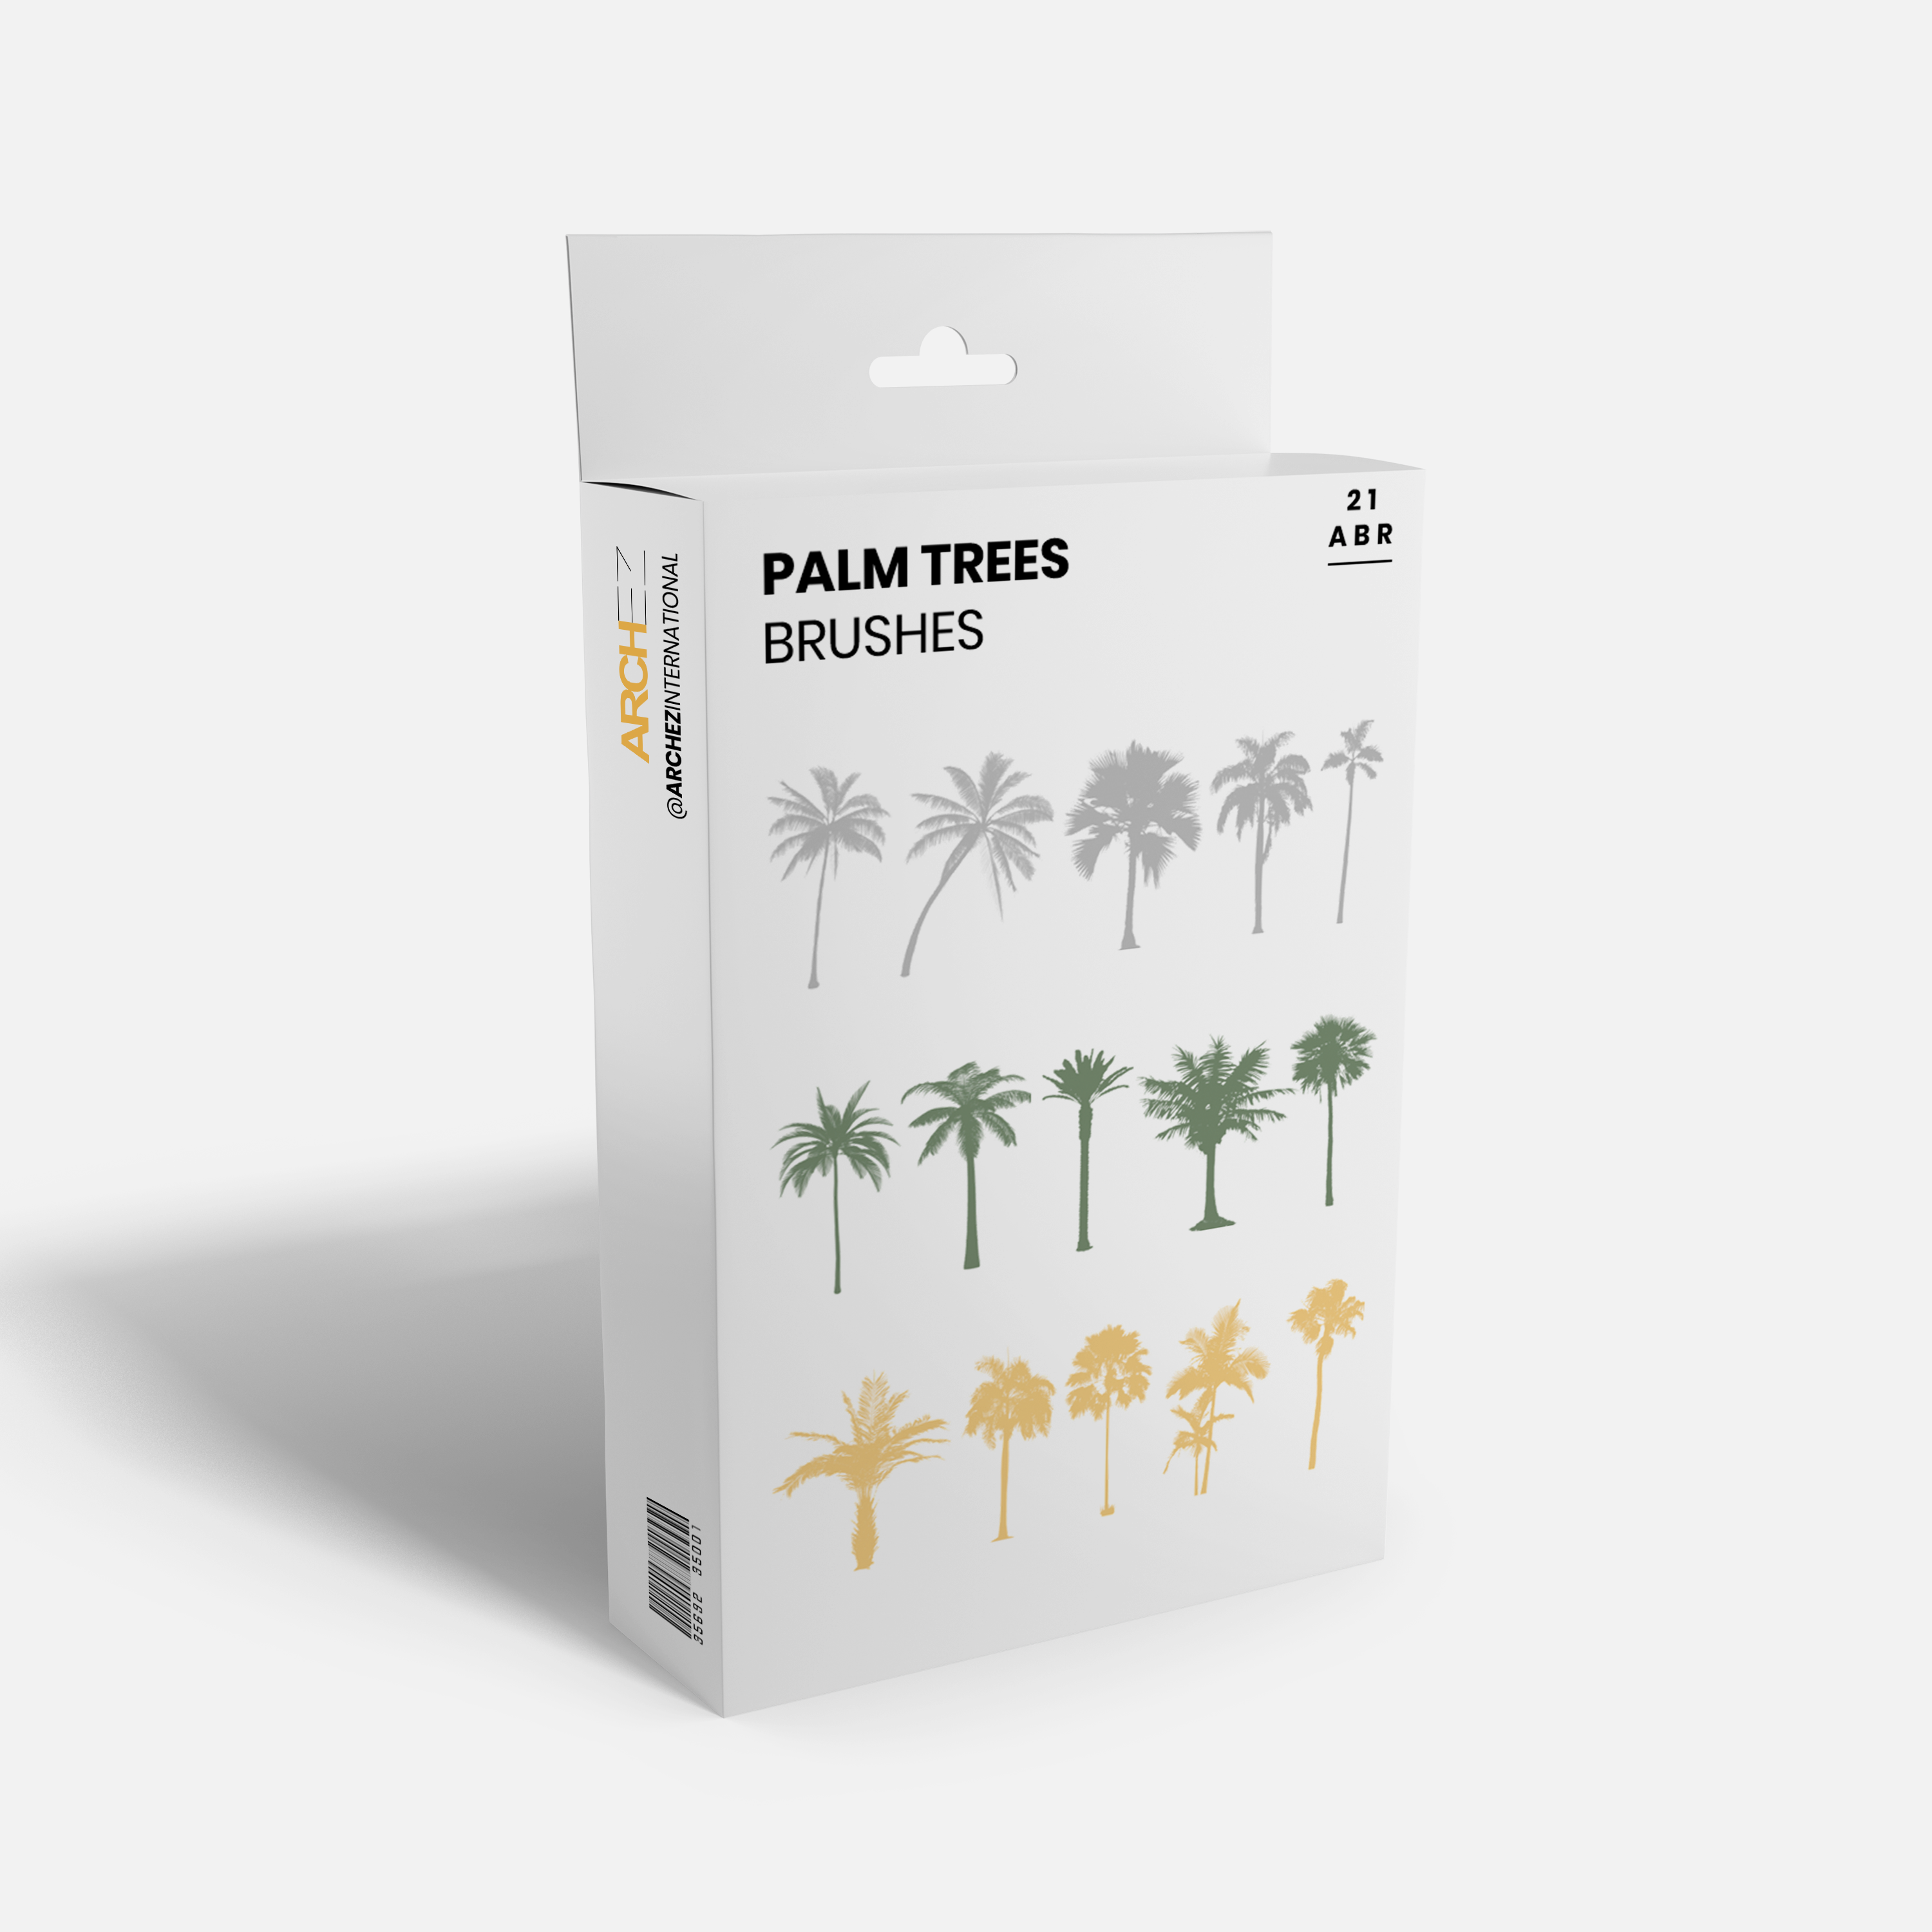 PALM TREES
BRUSHES
21
ABR
ARCHEZ
@ARCHEZINTERNATIONAL
35692 35001